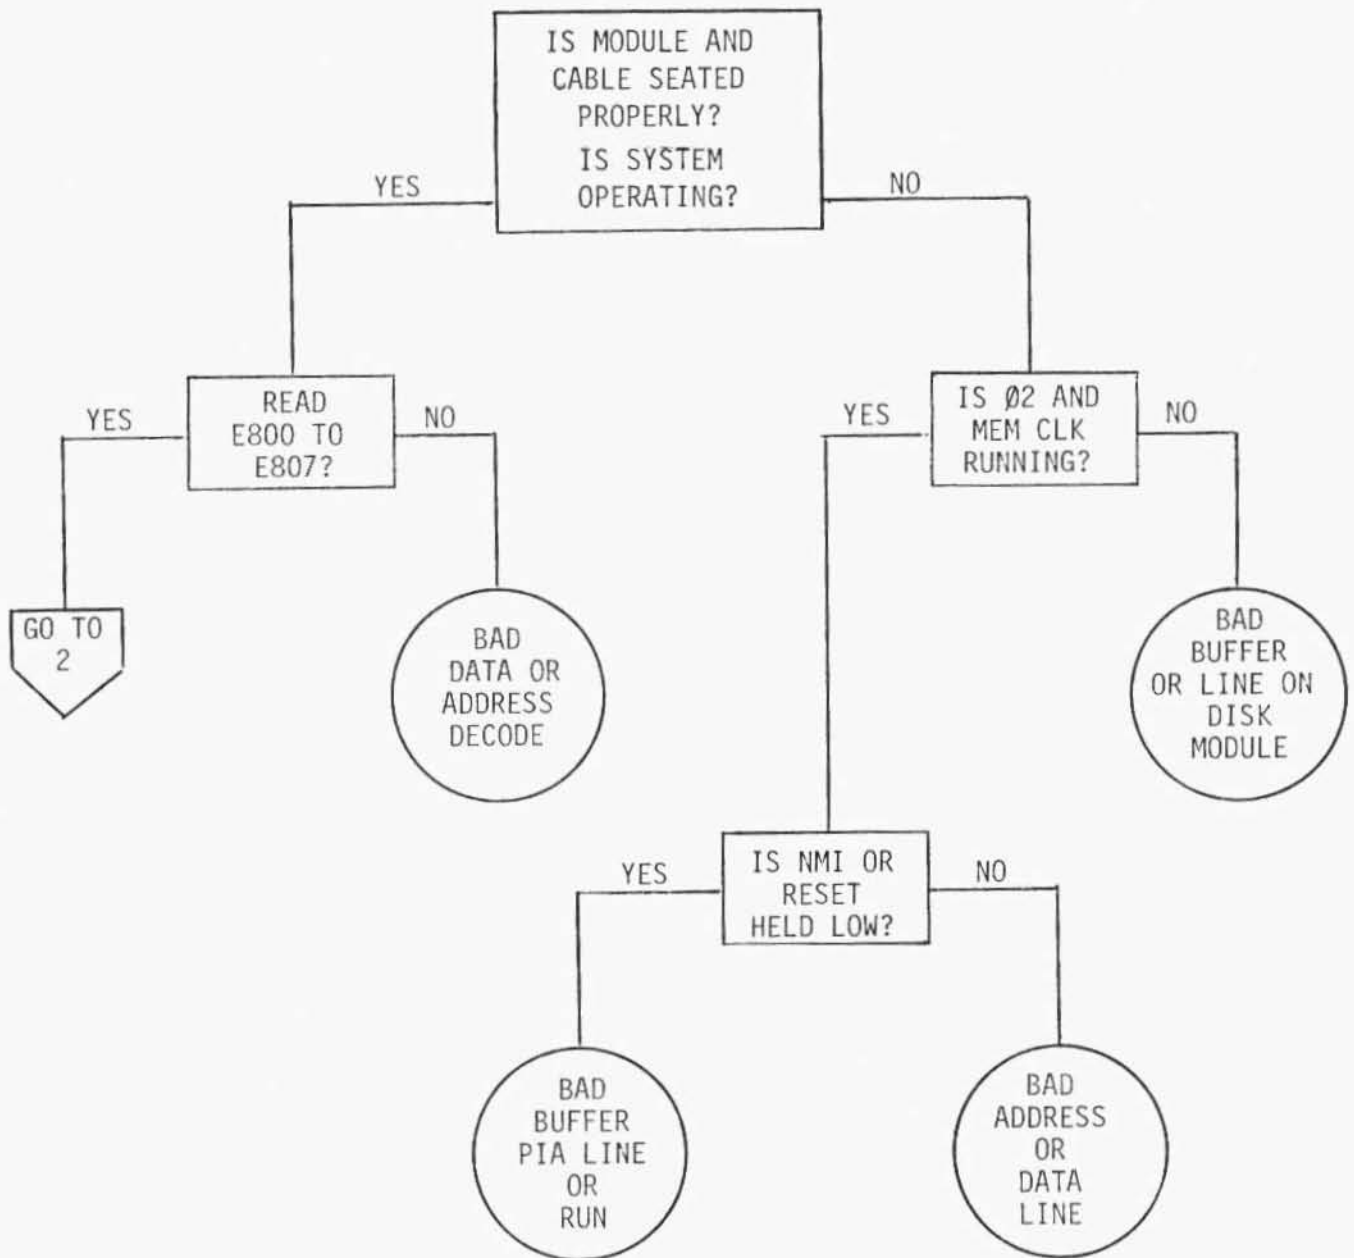 IS MODULE AND
CABLE SEATED
PROPERLY?
IS SYSTEM
OPERATING?
YES
NO
READ
E800 TO
E807?
YES
NO
IS Ø2 AND
MEM CLK
RUNNING?
YES
NO
GO TO
2
BAD
DATA OR
ADDRESS
DECODE
BAD
BUFFER
OR LINE ON
DISK
MODULE
IS NMI OR
RESET
HELD LOW?
YES
NO
BAD
BUFFER
PIA LINE
OR
RUN
BAD
ADDRESS
OR
DATA
LINE